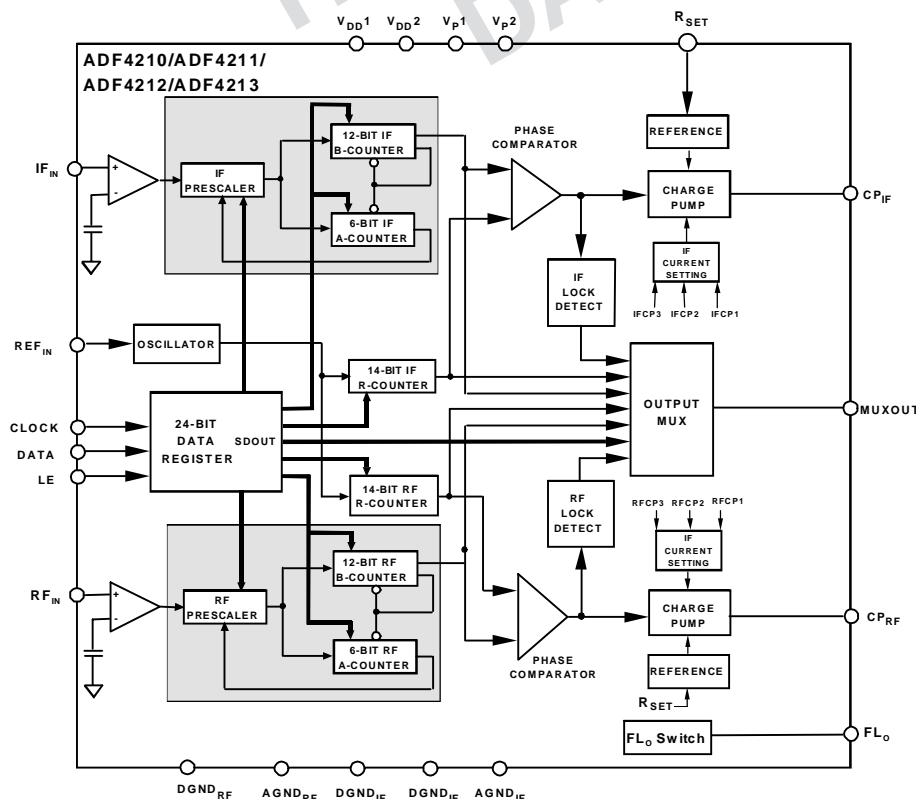 VDD1 VDD2 VP1 VP2 RSET
ADF4210/ADF4211/
ADF4212/ADF4213
IFIN
+
-
IF
PRESCALER
12-BIT IF
B-COUNTER
6-BIT IF
A-COUNTER
PHASE
COMPARATOR
REFERENCE
CHARGE
PUMP
CPIF
IF
CURRENT
SETTING
IFCP3 IFCP2 IFCP1
IF
LOCK
DETECT
REFIN
OSCILLATOR
14-BIT IF
R-COUNTER
OUTPUT
MUX
MUXOUT
CLOCK
DATA
LE
24-BIT
DATA
REGISTER
SDOUT
14-BIT RF
R-COUNTER
RF
LOCK
DETECT
RFCP3 RFCP2 RFCP1
IF
CURRENT
SETTING
RFIN
+
-
RF
PRESCALER
12-BIT RF
B-COUNTER
6-BIT RF
A-COUNTER
PHASE
COMPARATOR
CHARGE
PUMP
CPRF
REFERENCE
RSET
FLO Switch
FLO
DGNDRF AGNDRF DGNDIF DGNDIF AGNDIF